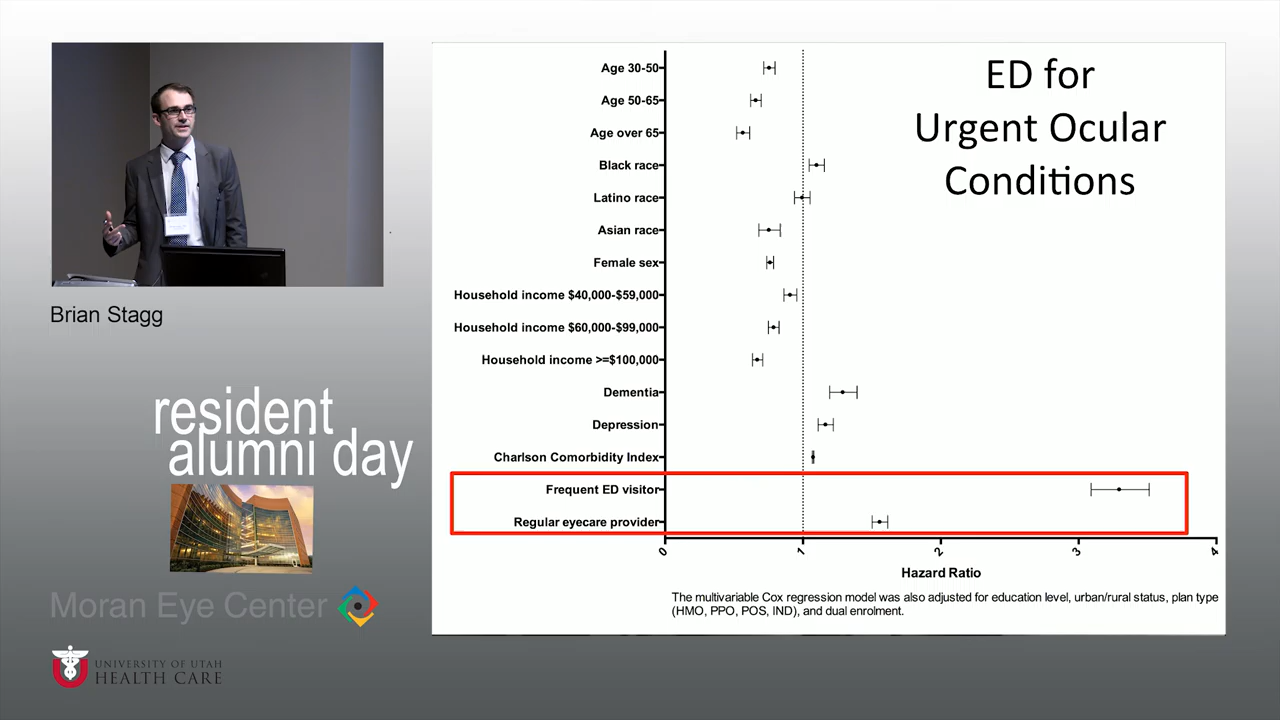 Brian Stagg
resident
alumni day
Moran Eye Center
UNIVERSITY OF UTAH
HEALTH CARE
ED for
Urgent Ocular
Conditions
Age 30-50
Age 50-65
Age over 65
Black race
Latino race
Asian race
Female sex
Household income $40,000-$59,000
Household income $60,000-$99,000
Household income >=$100,000
Dementia
Depression
Charlson Comorbidity Index
Frequent ED visitor
Regular eyecare provider
0 1 2 3 4
Hazard Ratio
The multivariable Cox regression model was also adjusted for education level, urban/rural status, plan type
(HMO, PPO, POS, IND), and dual enrolment.